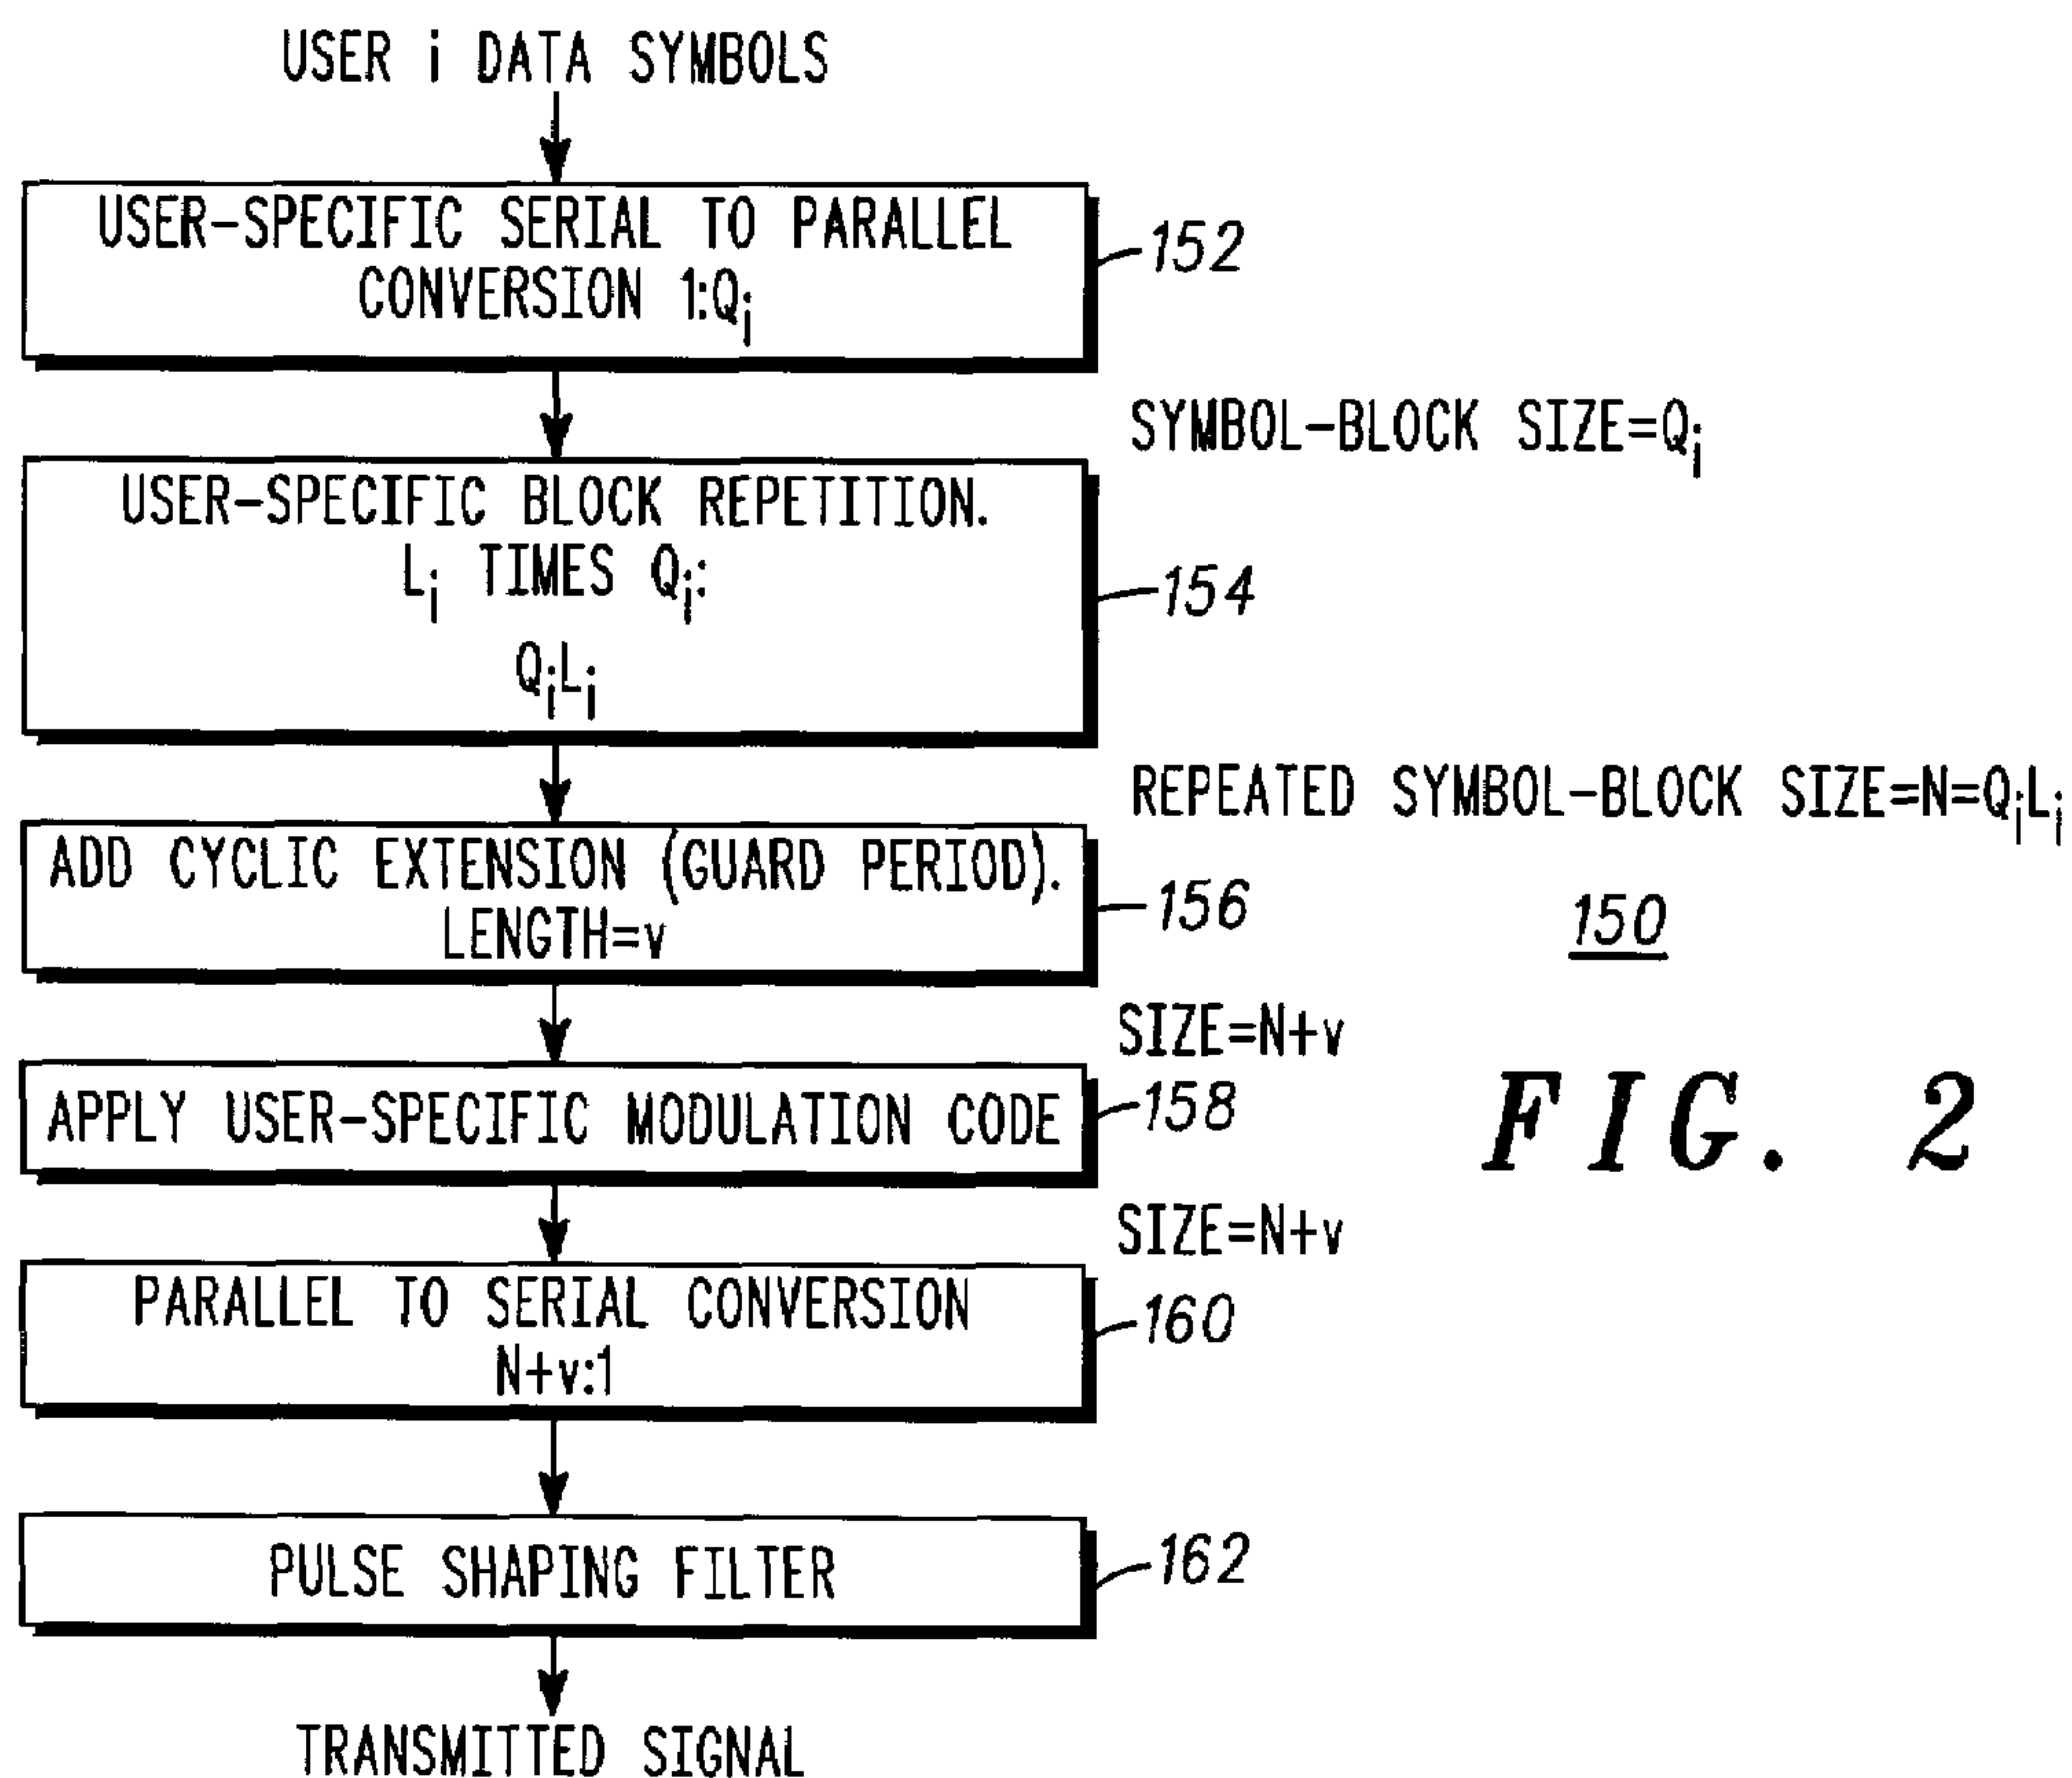 USER i DATA SYMBOLS
USER-SPECIFIC SERIAL TO PARALLEL
CONVERSION 1:Qi
152
SYMBOL-BLOCK SIZE=Qi
USER-SPECIFIC BLOCK REPETITION.
Li TIMES Qi:
QiLi
154
REPEATED SYMBOL-BLOCK SIZE=N=QiLi
ADD CYCLIC EXTENSION (GUARD PERIOD).
LENGTH=v
156
150
SIZE=N+v
APPLY USER-SPECIFIC MODULATION CODE
158
FIG. 2
SIZE=N+v
PARALLEL TO SERIAL CONVERSION
N+v:1
160
PULSE SHAPING FILTER
162
TRANSMITTED SIGNAL